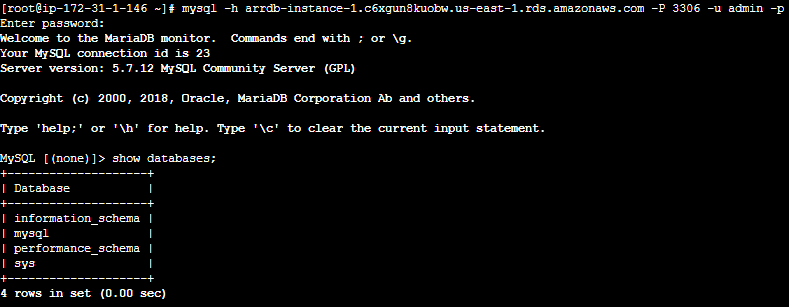 [root@ip-172-31-1-146 ~]# mysql -h arrdb-instance-1.c6xgun8kuobw.us-east-1.rds.amazonaws.com -P 3306 -u admin -p
Enter password:
Welcome to the MariaDB monitor.  Commands end with ; or \g.
Your MySQL connection id is 23
Server version: 5.7.12 MySQL Community Server (GPL)
Copyright (c) 2000, 2018, Oracle, MariaDB Corporation Ab and others.
Type 'help;' or '\h' for help. Type '\c' to clear the current input statement.
MySQL [(none)]> show databases;
+--------------------+
| Database           |
+--------------------+
| information_schema |
| mysql              |
| performance_schema |
| sys                |
+--------------------+
4 rows in set (0.00 sec)